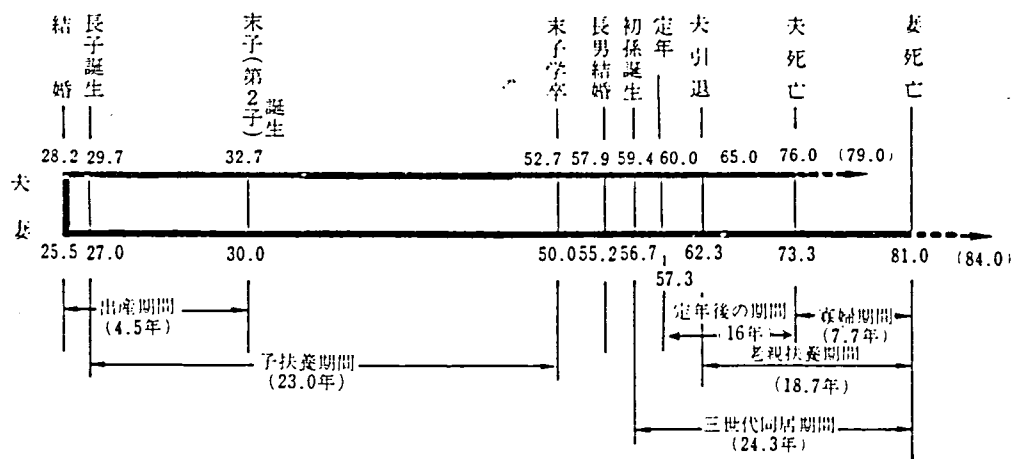 結婚
長子誕生
末子(第2子)誕生
末子学卒
長男結婚
初孫誕生
定年
夫引退
夫死亡
妻死亡
28.2 29.7 32.7 52.7 57.9 59.4 60.0 65.0 76.0 (79.0)
夫
妻
25.5 27.0 30.0 50.0 55.2 56.7 62.3 73.3 81.0 (84.0)
57.3
出産期間
(4.5年)
定年後の期間
16年
寡婦期間
(7.7年)
子扶養期間
(23.0年)
老親扶養期間
(18.7年)
三世代同居期間
(24.3年)